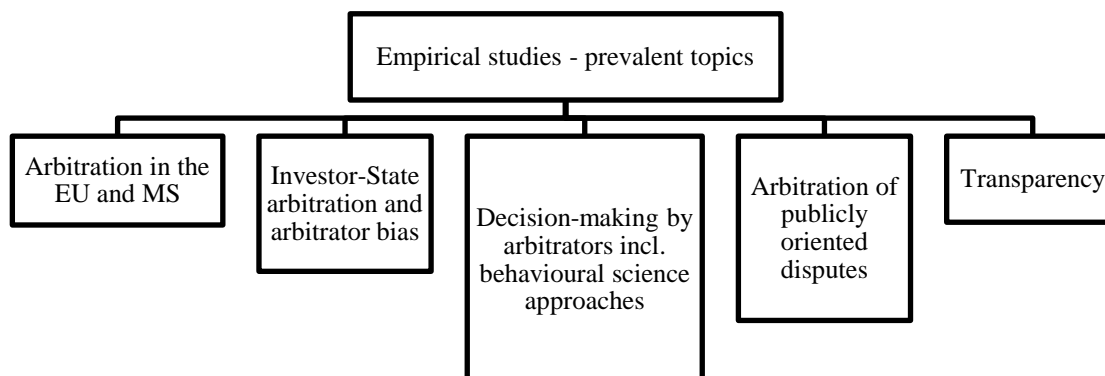 Empirical studies - prevalent topics
Arbitration in the
EU and MS
Investor-State
arbitration and
arbitrator bias
Decision-making by
arbitrators incl.
behavioural science
approaches
Arbitration of
publicly
oriented
disputes
Transparency